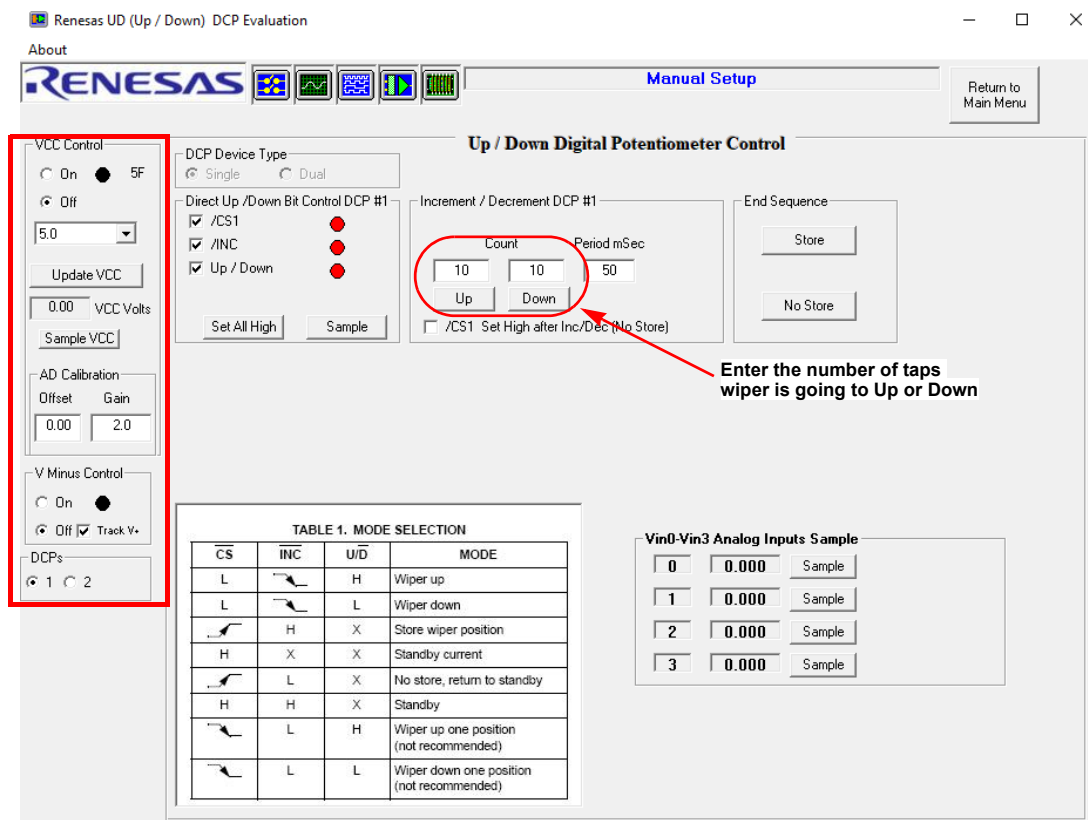 Renesas UD (Up / Down) DCP Evaluation
About
RENESAS
Manual Setup
Return to
Main Menu
VCC Control
On 5F
Off
5.0
Update VCC
0.00 VCC Volts
Sample VCC
AD Calibration
Offset Gain
0.00 2.0
V Minus Control
On
Off Track V+
DCPs
1 2
Up / Down Digital Potentiometer Control
DCP Device Type
Single Dual
Direct Up /Down Bit Control DCP #1
/CS1
/INC
Up / Down
Set All High Sample
Increment / Decrement DCP #1
Count Period mSec
10 10 50
Up Down
/CS1 Set High after Inc/Dec (No Store)
End Sequence
Store
No Store
Enter the number of taps
wiper is going to Up or Down
TABLE 1. MODE SELECTION
CS INC U/D MODE
L H Wiper up
L L Wiper down
H X Store wiper position
H X X Standby current
L X No store, return to standby
H H X Standby
L H Wiper up one position
(not recommended)
L L Wiper down one position
(not recommended)
Vin0-Vin3 Analog Inputs Sample
0 0.000 Sample
1 0.000 Sample
2 0.000 Sample
3 0.000 Sample